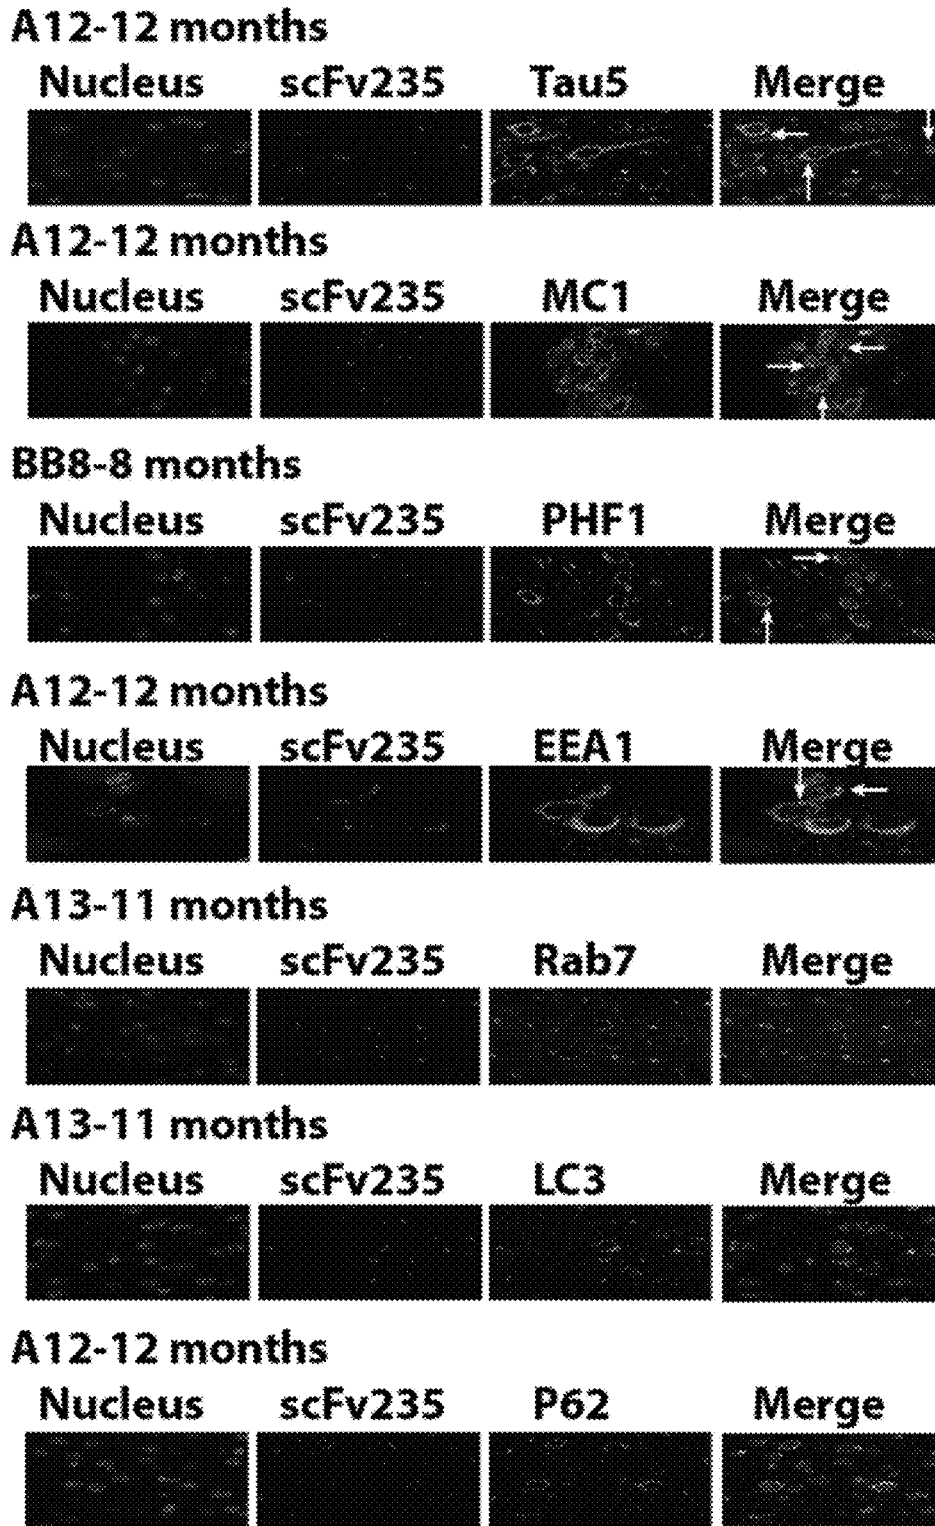 A12-12 months
Nucleus scFv235 Tau5 Merge
A12-12 months
Nucleus scFv235 MC1 Merge
BB8-8 months
Nucleus scFv235 PHF1 Merge
A12-12 months
Nucleus scFv235 EEA1 Merge
A13-11 months
Nucleus scFv235 Rab7 Merge
A13-11 months
Nucleus scFv235 LC3 Merge
A12-12 months
Nucleus scFv235 P62 Merge